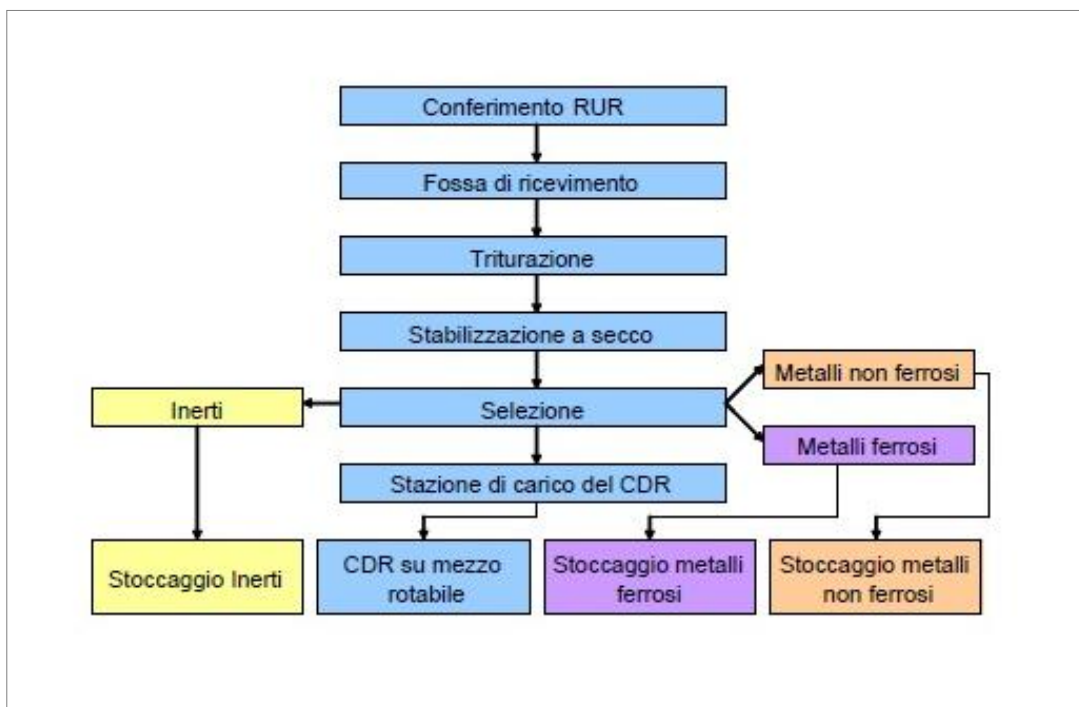 Conferimento RUR
Fossa di ricevimento
Triturazione
Stabilizzazione a secco
Metalli non ferrosi
Inerti
Selezione
Metalli ferrosi
Stazione di carico del CDR
Stoccaggio Inerti
CDR su mezzo
rotabile
Stoccaggio metalli
ferrosi
Stoccaggio metalli
non ferrosi